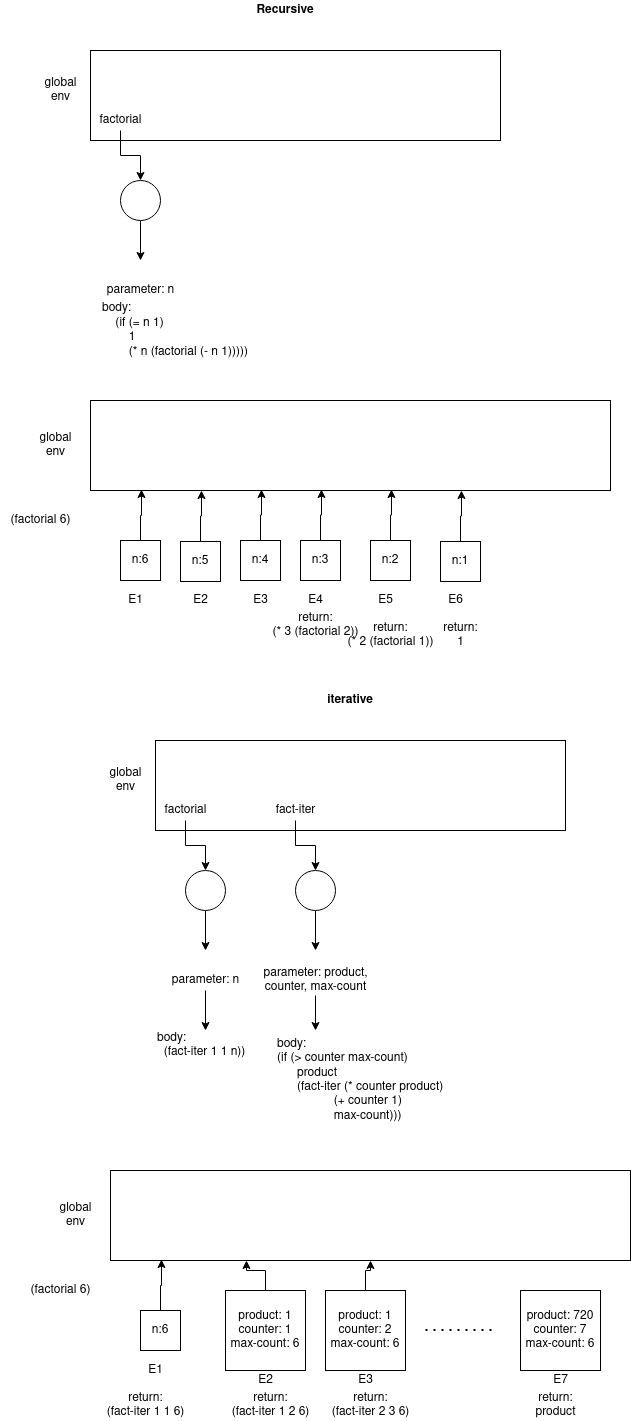 Recursive
global
env
factorial
parameter: n
body:
(if (= n 1)
1
(* n (factorial (- n 1)))))
global
env
(factorial 6)
n:6
n:5
n:4
n:3
n:2
n:1
E1
E2
E3
E4
E5
E6
return:
(* 3 (factorial 2))
return:
(* 2 (factorial 1))
return:
1
iterative
global
env
factorial
fact-iter
parameter: n
parameter: product,
counter, max-count
body:
(fact-iter 1 1 n))
body:
(if (> counter max-count)
product
(fact-iter (* counter product)
(+ counter 1)
max-count)))
global
env
(factorial 6)
n:6
product: 1
counter: 1
max-count: 6
product: 1
counter: 2
max-count: 6
.........
product: 720
counter: 7
max-count: 6
E1
E2
E3
E7
return:
(fact-iter 1 1 6)
return:
(fact-iter 1 2 6)
return:
(fact-iter 2 3 6)
return:
product